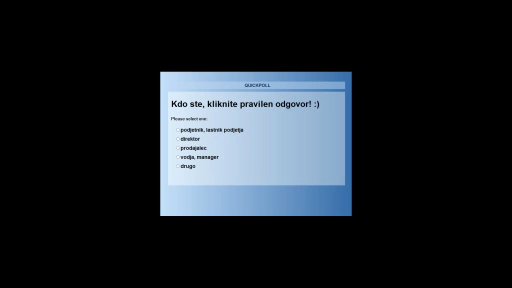 QUICKPOLL
Kdo ste, kliknite pravilen odgovor! :)
Please select one:
podjetnik, lastnik podjetja
direktor
prodajalec
vodja, manager
drugo